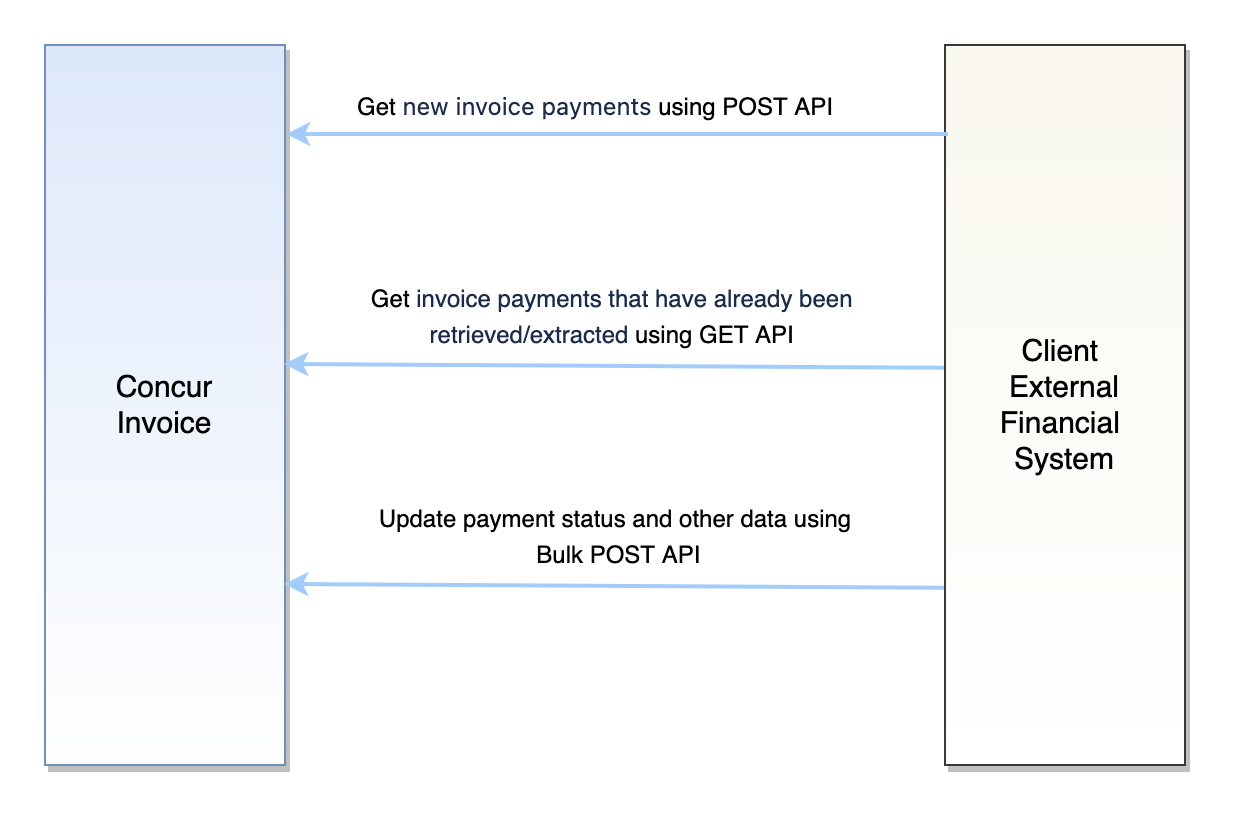 Get new invoice payments using POST API
Get invoice payments that have already been
retrieved/extracted using GET API
Concur
Invoice
Client
External
Financial
System
Update payment status and other data using
Bulk POST API